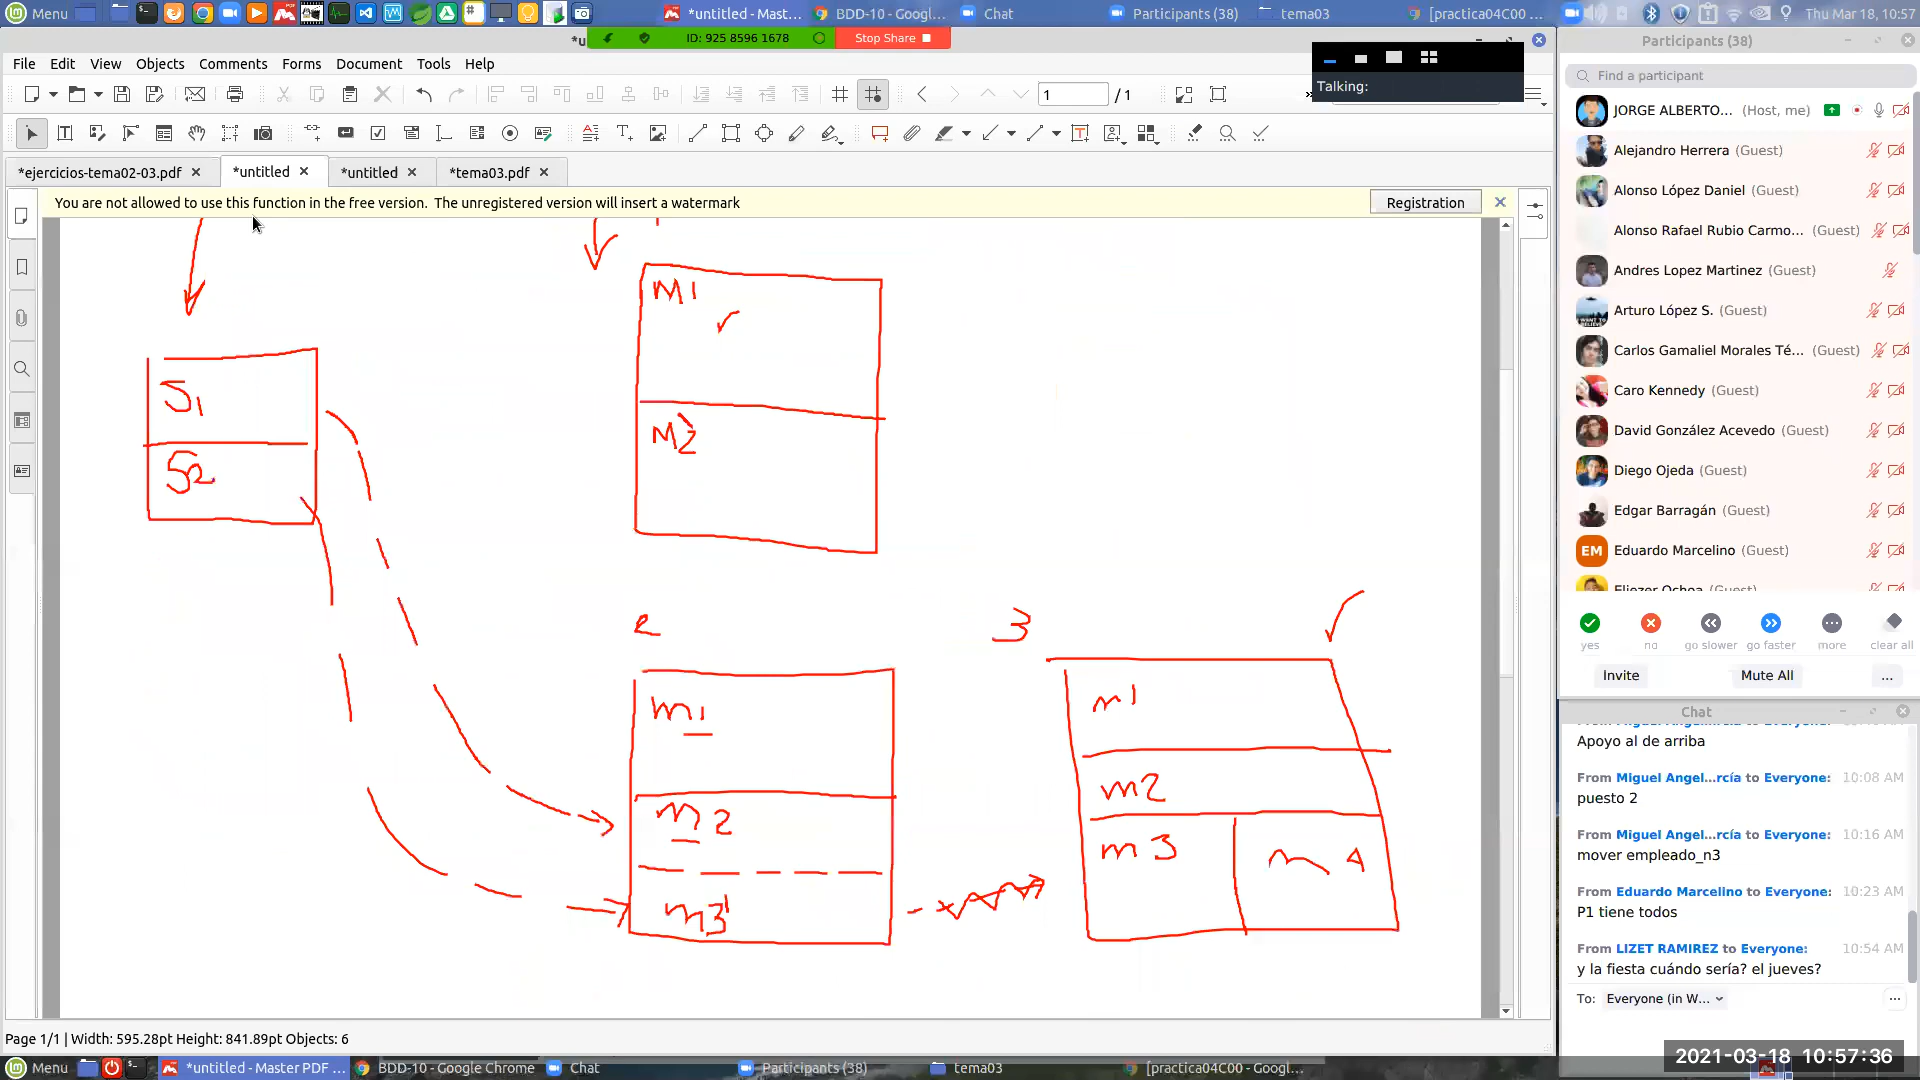 Menu
*untitled - Mast...
BDD-10 - Google...
Chat
Participants (38)
tema03
[practica04C00 ...
Thu Mar 18, 10:57
*u
ID: 925 8596 1678
Stop Share
Participants (38)
File Edit View Objects Comments Forms Document Tools Help
Talking:
1 / 1
*ejercicios-tema02-03.pdf
*untitled
*untitled
*tema03.pdf
You are not allowed to use this function in the free version. The unregistered version will insert a watermark
Registration
M1
M2
S1
S2
2
3
m1
m2
m3
m1
m2
m3
m4
Find a participant
JORGE ALBERTO... (Host, me)
Alejandro Herrera (Guest)
Alonso López Daniel (Guest)
Alonso Rafael Rubio Carmo... (Guest)
Andres Lopez Martinez (Guest)
Arturo López S. (Guest)
Carlos Gamaliel Morales Té... (Guest)
Caro Kennedy (Guest)
David González Acevedo (Guest)
Diego Ojeda (Guest)
Edgar Barragán (Guest)
EM Eduardo Marcelino (Guest)
Eliezer Ochoa (Guest)
yes no go slower go faster more clear all
Invite Mute All ...
Chat
Apoyo al de arriba
From Miguel Angel...rcía to Everyone: 10:08 AM
puesto 2
From Miguel Angel...rcía to Everyone: 10:16 AM
mover empleado_n3
From Eduardo Marcelino to Everyone: 10:23 AM
P1 tiene todos
From LIZET RAMIREZ to Everyone: 10:54 AM
y la fiesta cuándo sería? el jueves?
To: Everyone (in W...
Page 1/1 | Width: 595.28pt Height: 841.89pt Objects: 6
2021-03-18 10:57:36
Menu
*untitled - Master PDF ...
BDD-10 - Google Chrome
Chat
Participants (38)
tema03
[practica04C00 - Googl...